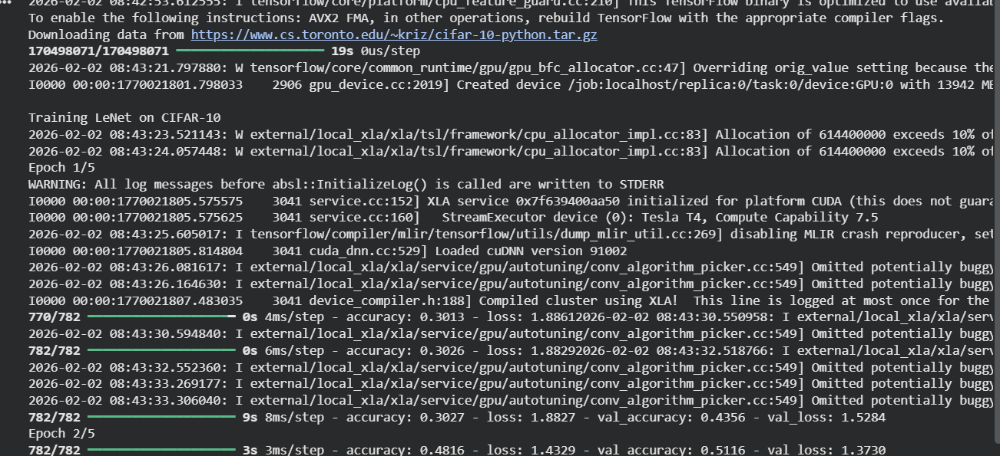 2026-02-02 08:42:53.612555: I tensorflow/core/platform/cpu_feature_guard.cc:210] This TensorFlow binary is optimized to use availa
To enable the following instructions: AVX2 FMA, in other operations, rebuild TensorFlow with the appropriate compiler flags.
Downloading data from https://www.cs.toronto.edu/~kriz/cifar-10-python.tar.gz
170498071/170498071 19s 0us/step
2026-02-02 08:43:21.797880: W tensorflow/core/common_runtime/gpu/gpu_bfc_allocator.cc:47] Overriding orig_value setting because the
I0000 00:00:1770021801.798033    2906 gpu_device.cc:2019] Created device /job:localhost/replica:0/task:0/device:GPU:0 with 13942 MB
Training LeNet on CIFAR-10
2026-02-02 08:43:23.521143: W external/local_xla/xla/tsl/framework/cpu_allocator_impl.cc:83] Allocation of 614400000 exceeds 10% of
2026-02-02 08:43:24.057448: W external/local_xla/xla/tsl/framework/cpu_allocator_impl.cc:83] Allocation of 614400000 exceeds 10% of
Epoch 1/5
WARNING: All log messages before absl::InitializeLog() is called are written to STDERR
I0000 00:00:1770021805.575575    3041 service.cc:152] XLA service 0x7f639400aa50 initialized for platform CUDA (this does not guara
I0000 00:00:1770021805.575625    3041 service.cc:160]   StreamExecutor device (0): Tesla T4, Compute Capability 7.5
2026-02-02 08:43:25.605017: I tensorflow/compiler/mlir/tensorflow/utils/dump_mlir_util.cc:269] disabling MLIR crash reproducer, set
I0000 00:00:1770021805.814804    3041 cuda_dnn.cc:529] Loaded cuDNN version 91002
2026-02-02 08:43:26.081617: I external/local_xla/xla/service/gpu/autotuning/conv_algorithm_picker.cc:549] Omitted potentially buggy
2026-02-02 08:43:26.164630: I external/local_xla/xla/service/gpu/autotuning/conv_algorithm_picker.cc:549] Omitted potentially buggy
I0000 00:00:1770021807.483035    3041 device_compiler.h:188] Compiled cluster using XLA!  This line is logged at most once for the
770/782 0s 4ms/step - accuracy: 0.3013 - loss: 1.88612026-02-02 08:43:30.550958: I external/local_xla/xla/serv
2026-02-02 08:43:30.594840: I external/local_xla/xla/service/gpu/autotuning/conv_algorithm_picker.cc:549] Omitted potentially buggy
782/782 0s 6ms/step - accuracy: 0.3026 - loss: 1.88292026-02-02 08:43:32.518766: I external/local_xla/xla/serv
2026-02-02 08:43:32.552360: I external/local_xla/xla/service/gpu/autotuning/conv_algorithm_picker.cc:549] Omitted potentially buggy
2026-02-02 08:43:33.269177: I external/local_xla/xla/service/gpu/autotuning/conv_algorithm_picker.cc:549] Omitted potentially buggy
2026-02-02 08:43:33.306040: I external/local_xla/xla/service/gpu/autotuning/conv_algorithm_picker.cc:549] Omitted potentially buggy
782/782 9s 8ms/step - accuracy: 0.3027 - loss: 1.8827 - val_accuracy: 0.4356 - val_loss: 1.5284
Epoch 2/5
782/782 3s 3ms/step - accuracy: 0.4816 - loss: 1.4329 - val_accuracy: 0.5116 - val_loss: 1.3730